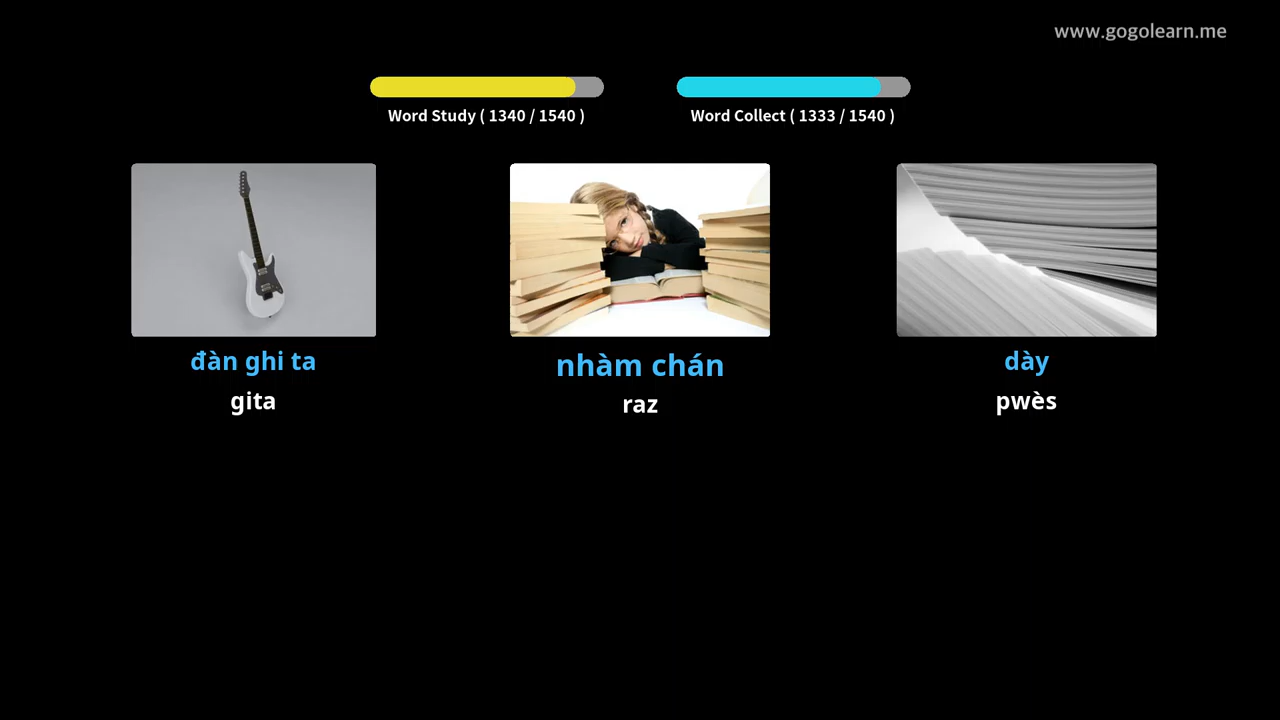 www.gogolearn.me
Word Study ( 1340 / 1540 )
Word Collect ( 1333 / 1540 )
đàn ghi ta
gita
nhàm chán
raz
dày
pwès